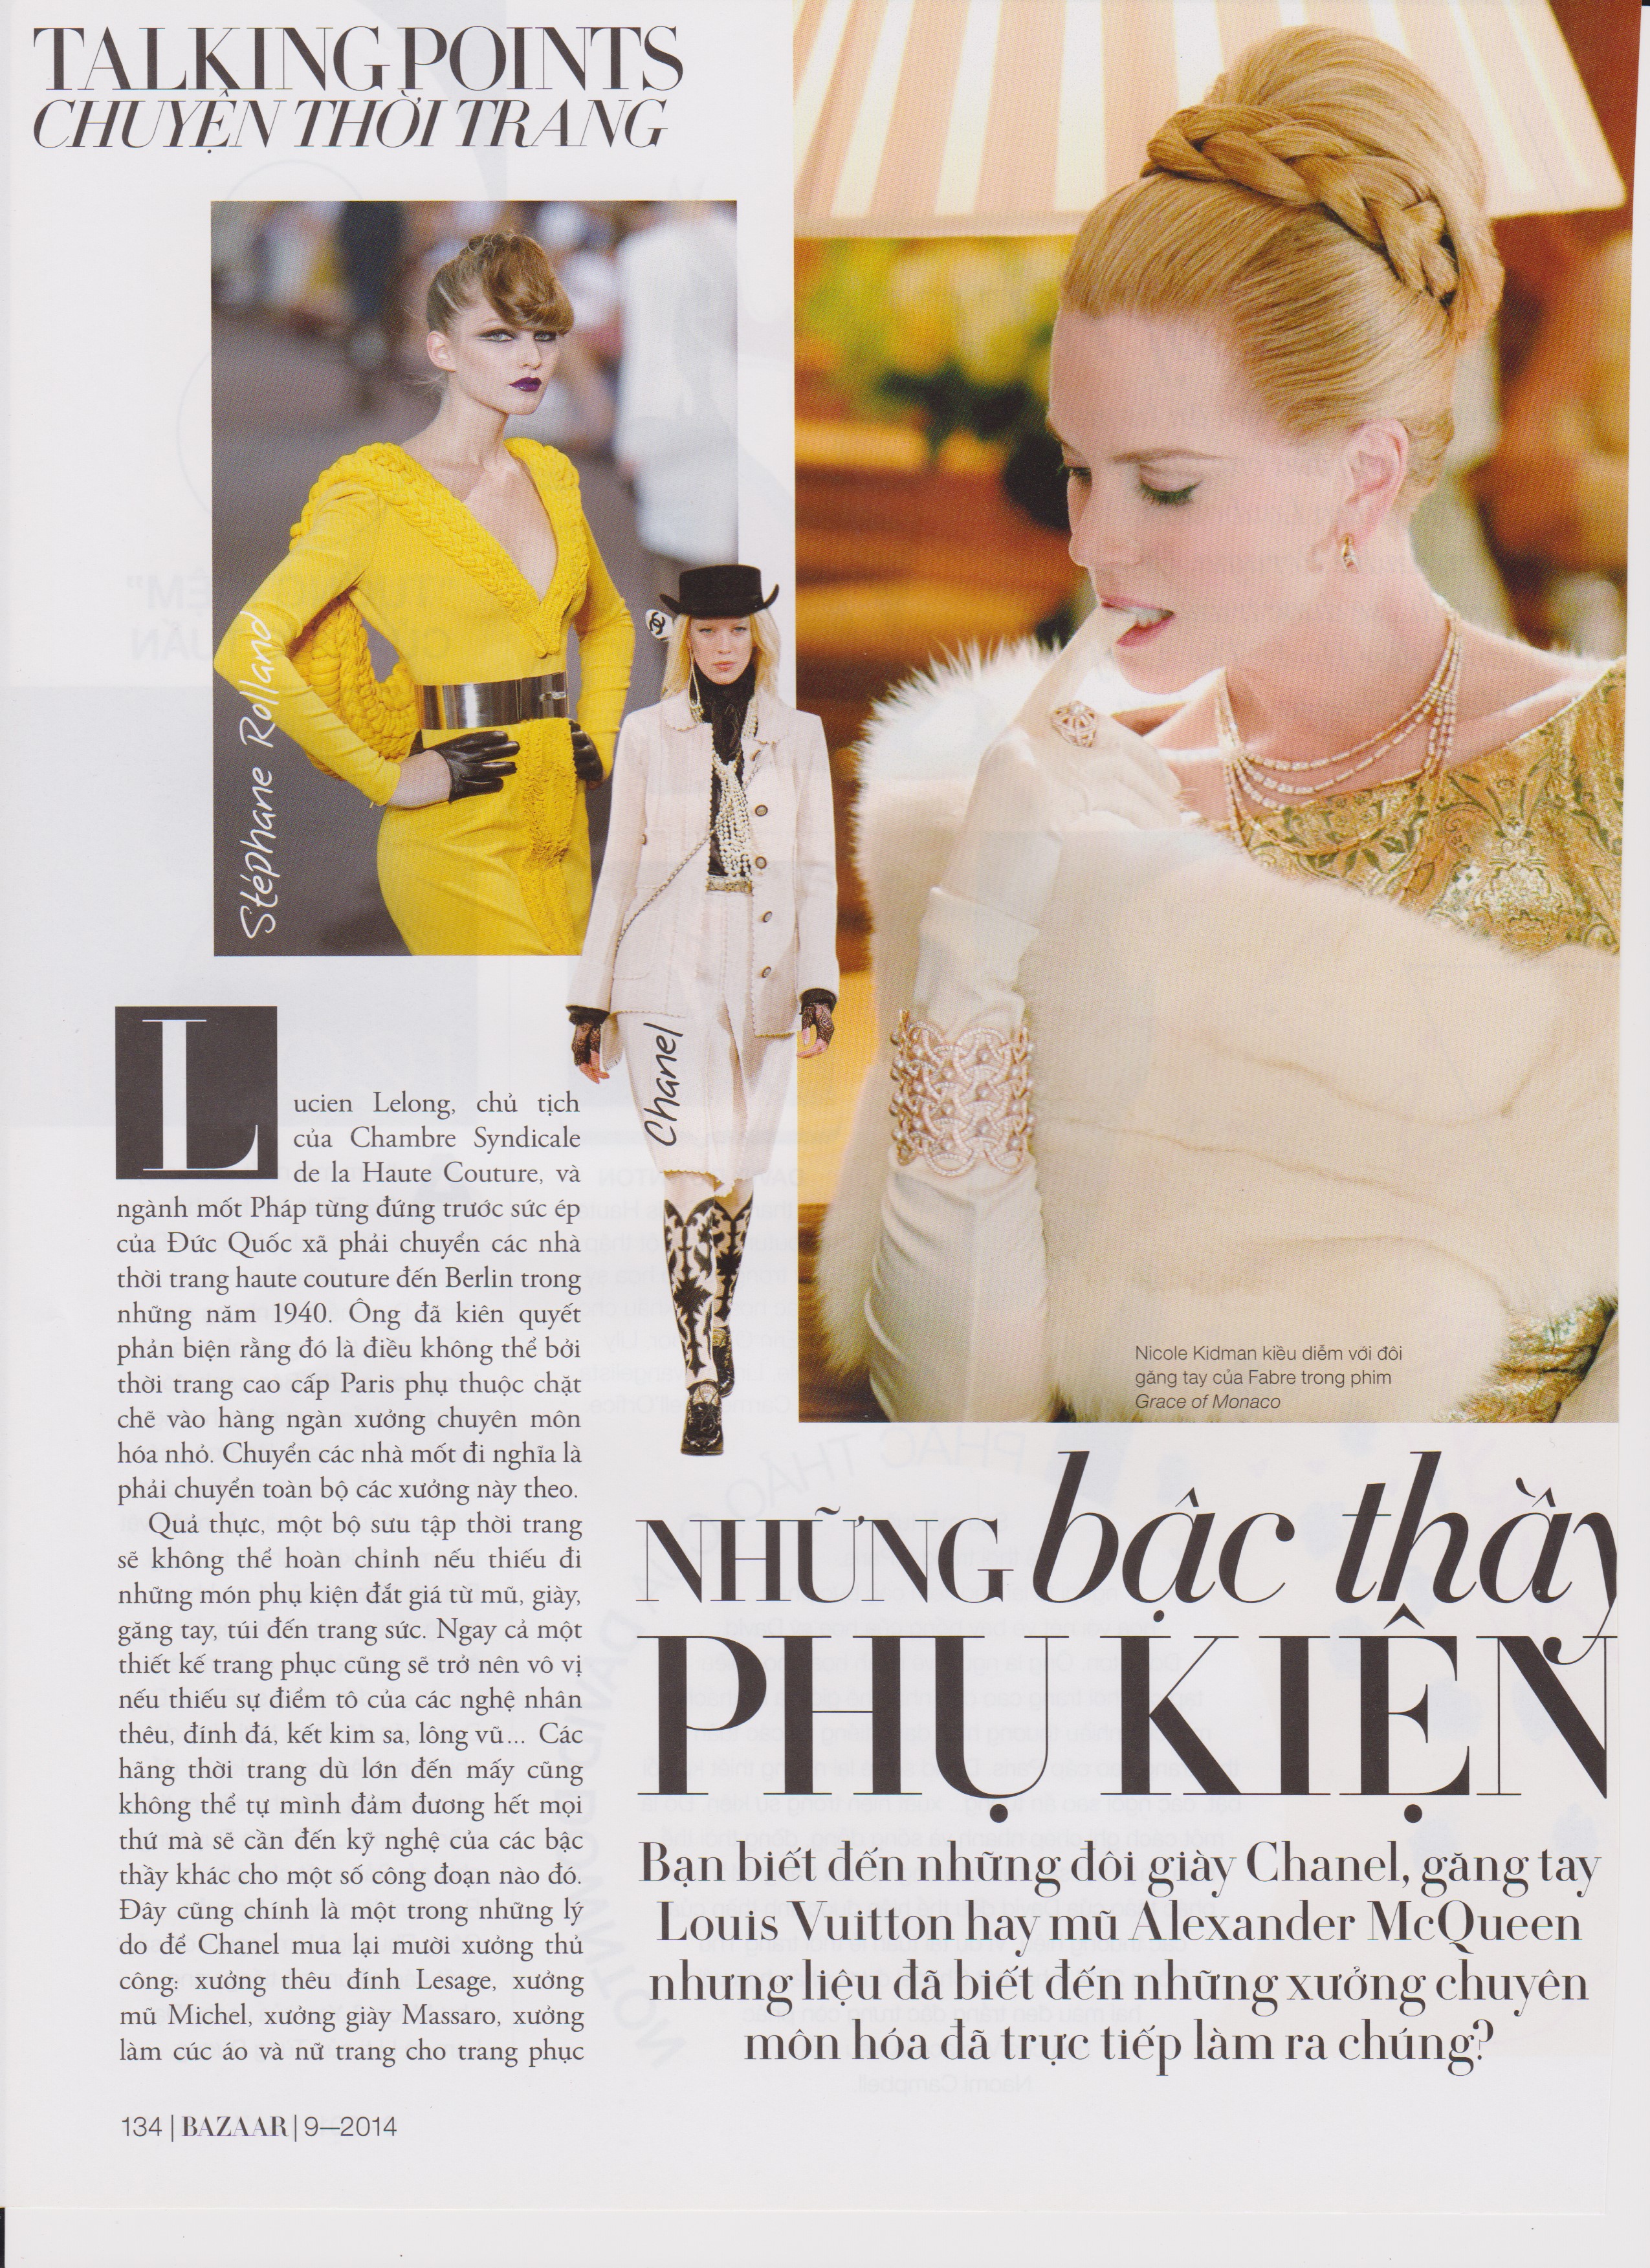 TALKING POINTS
CHUYỆN THỜI TRANG
Stéphane Rolland
Chanel
Nicole Kidman kiều diễm với đôi
găng tay của Fabre trong phim
Grace of Monaco
Lucien Lelong, chủ tịch
của Chambre Syndicale
de la Haute Couture, và
ngành mốt Pháp từng đứng trước sức ép
của Đức Quốc xã phải chuyển các nhà
thời trang haute couture đến Berlin trong
những năm 1940. Ông đã kiên quyết
phản biện rằng đó là điều không thể bởi
thời trang cao cấp Paris phụ thuộc chặt
chẽ vào hàng ngàn xưởng chuyên môn
hóa nhỏ. Chuyển các nhà mốt đi nghĩa là
phải chuyển toàn bộ các xưởng này theo.
Quả thực, một bộ sưu tập thời trang
sẽ không thể hoàn chỉnh nếu thiếu đi
những món phụ kiện đắt giá từ mũ, giày,
găng tay, túi đến trang sức. Ngay cả một
thiết kế trang phục cũng sẽ trở nên vô vị
nếu thiếu sự điểm tô của các nghệ nhân
thêu, đính đá, kết kim sa, lông vũ... Các
hãng thời trang dù lớn đến mấy cũng
không thể tự mình đảm đương hết mọi
thứ mà sẽ cần đến kỹ nghệ của các bậc
thầy khác cho một số công đoạn nào đó.
Đây cũng chính là một trong những lý
do để Chanel mua lại mười xưởng thủ
công: xưởng thêu đính Lesage, xưởng
mũ Michel, xưởng giày Massaro, xưởng
làm cúc áo và nữ trang cho trang phục
NHỮNG bậc thầy
PHỤ KIỆN
Bạn biết đến những đôi giày Chanel, găng tay
Louis Vuitton hay mũ Alexander McQueen
nhưng liệu đã biết đến những xưởng chuyên
môn hóa đã trực tiếp làm ra chúng?
134 | BAZAAR | 9—2014